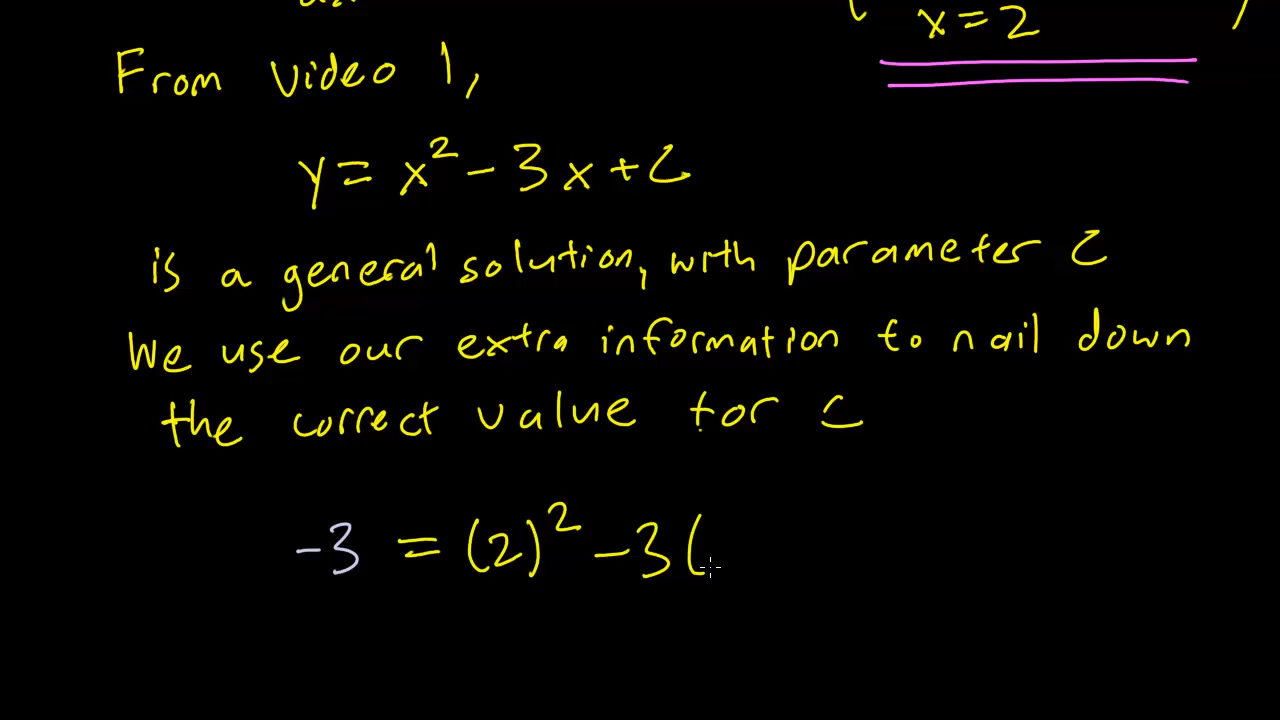 x = 2
From video 1,
y = x² - 3x + C
is a general solution, with parameter C
We use our extra information to nail down
the correct value for C
-3 = (2)² - 3(